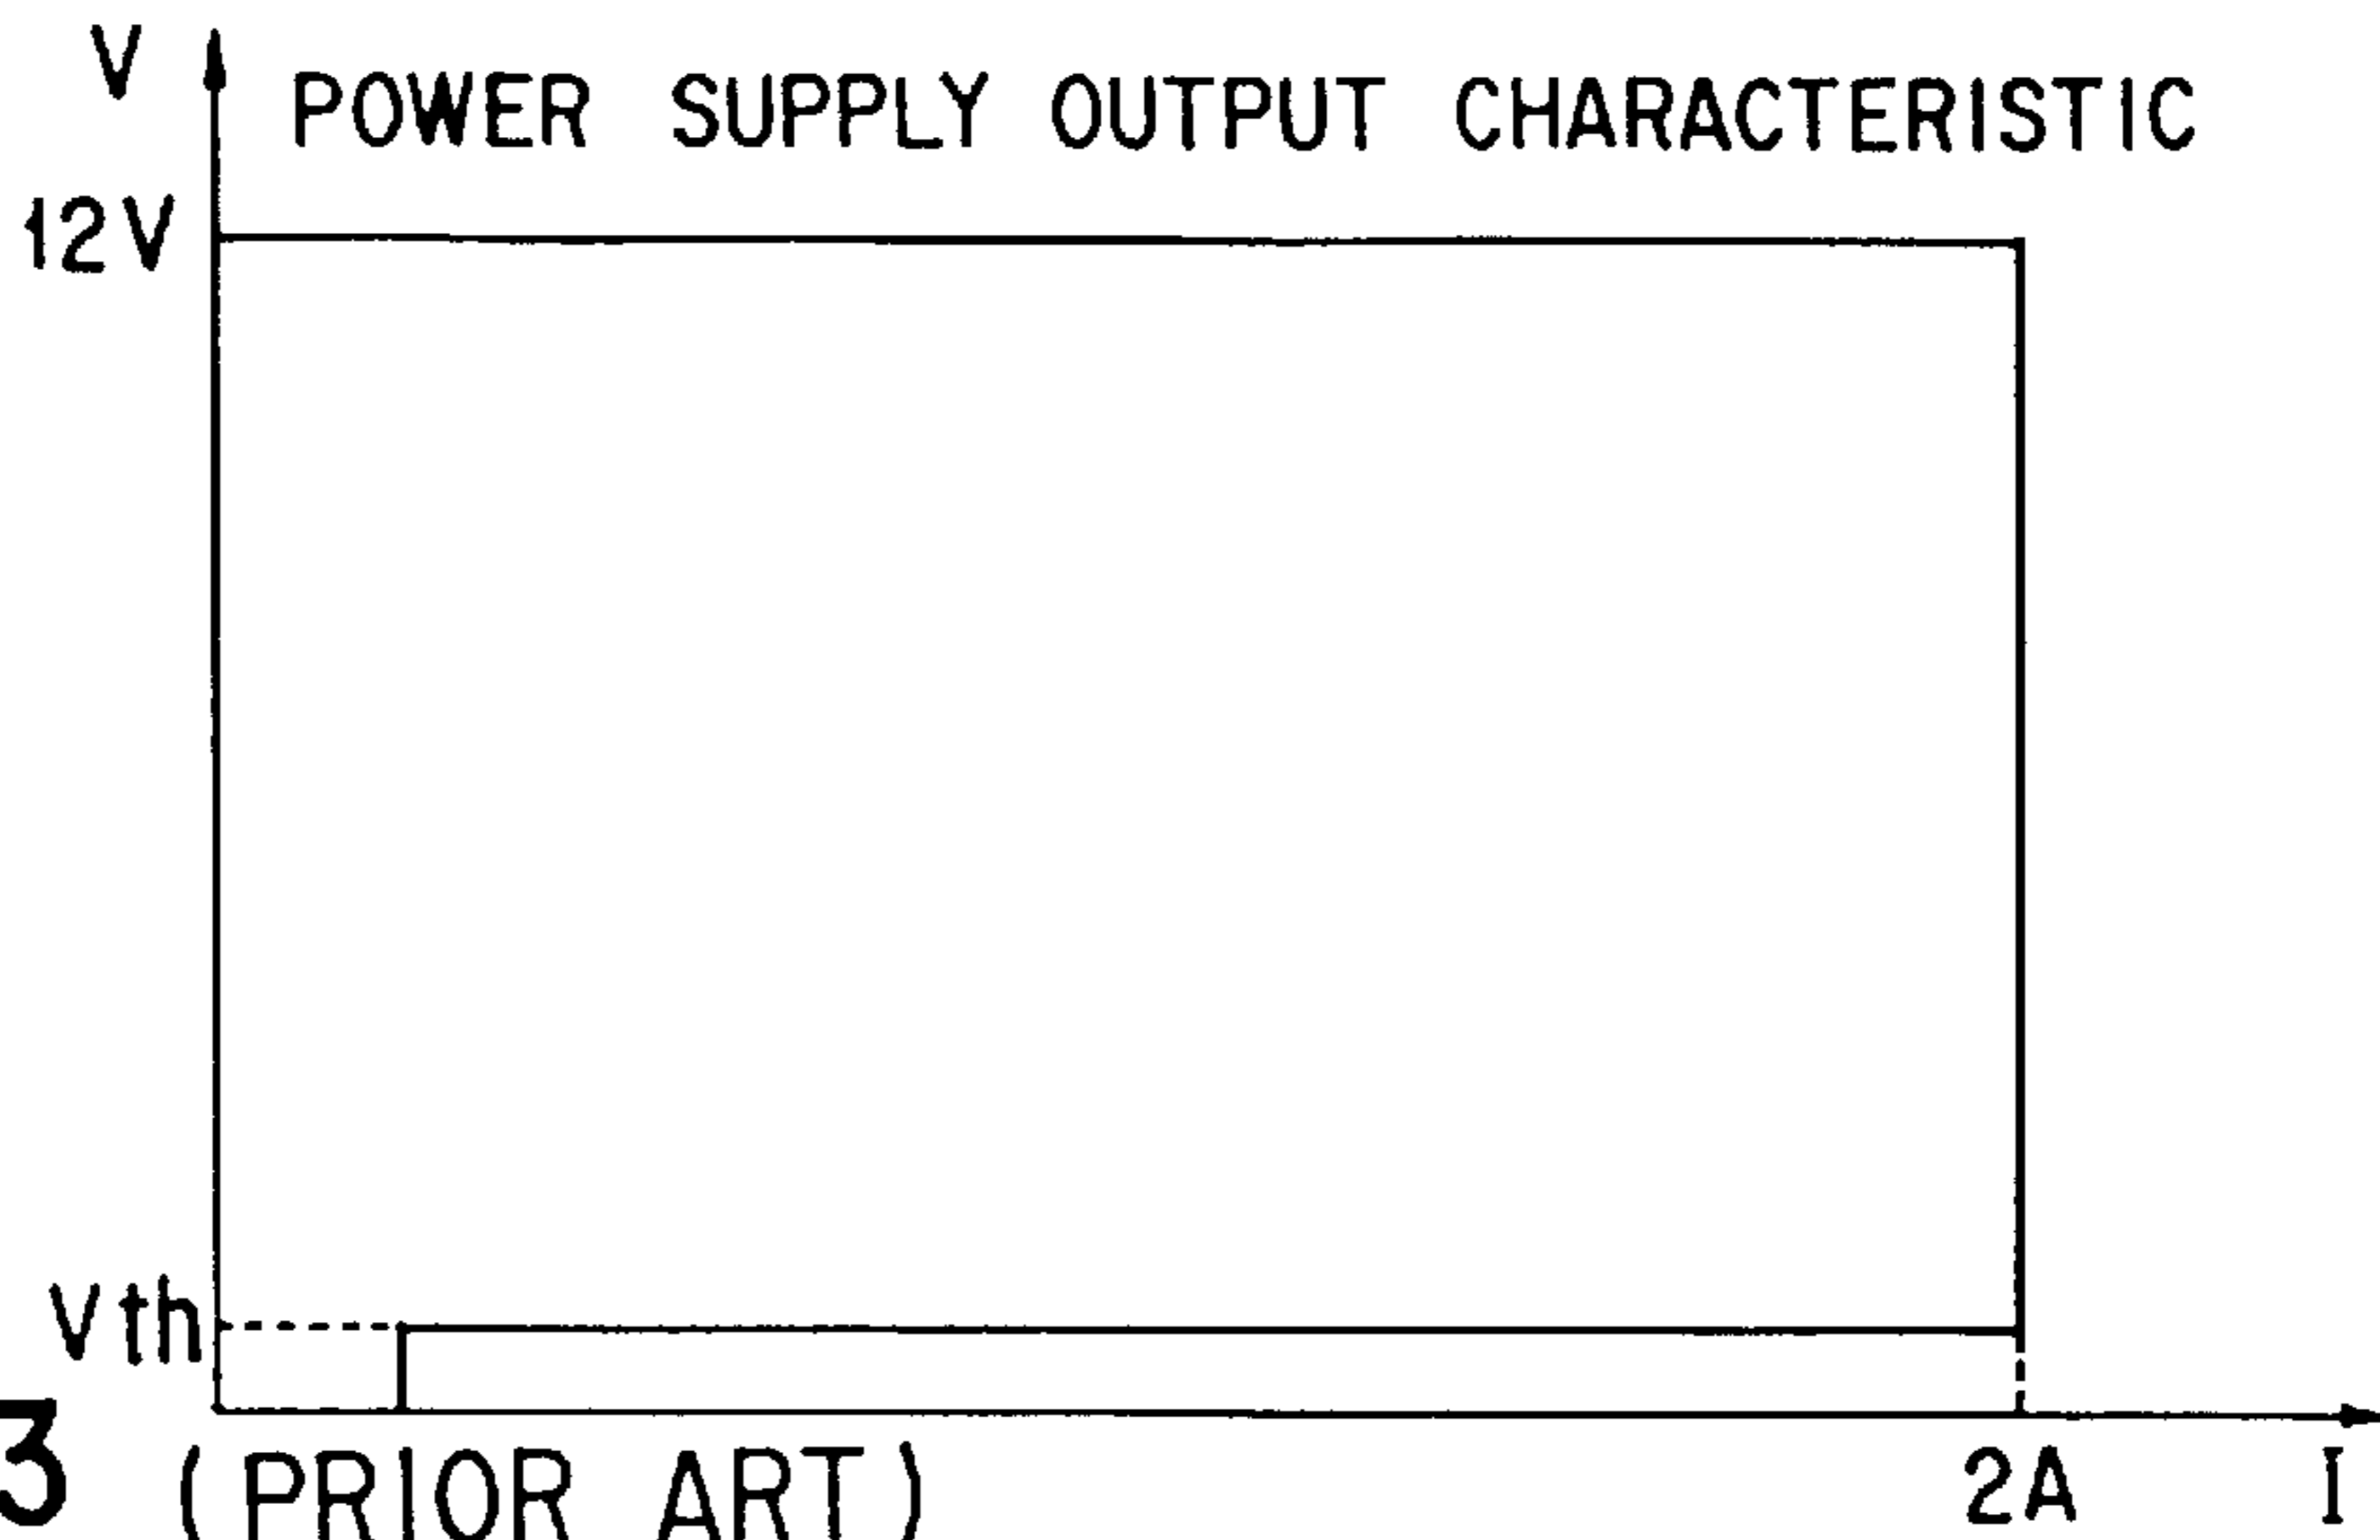 V
POWER SUPPLY OUTPUT CHARACTERISTIC
12V
Vth
2A
I
3 (PRIOR ART)